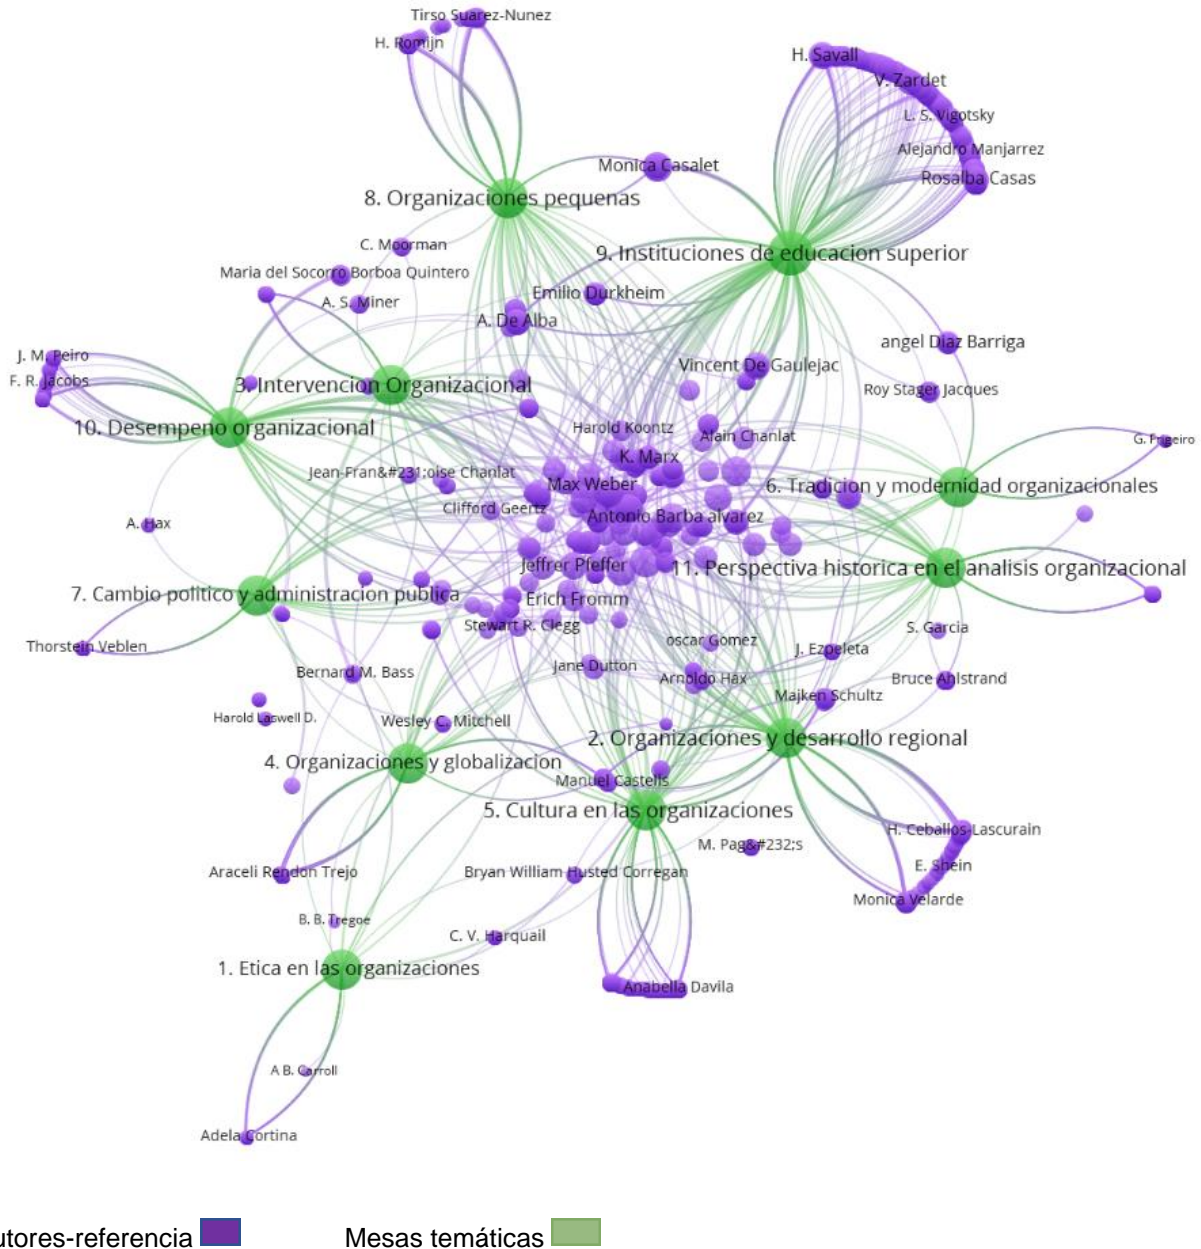 Tirso Suarez-Nunez
H. Romijn
H. Savall
V. Zardet
L. S. Vigotsky
Alejandro Manjarrez
Monica Casalet
Rosalba Casas
8. Organizaciones pequenas
C. Moorman
9. Instituciones de educacion superior
Maria del Socorro Borboa Quintero
Emilio Durkheim
A. S. Miner
A. De Alba
angel Diaz Barriga
J. M. Peiro
Vincent De Gaulejac
F. R. Jacobs
3. Intervencion Organizacional
Roy Stager Jacques
10. Desempeno organizacional
Harold Koontz
Alain Chanlat
G. Frigeiro
K. Marx
Jean-Fran&#231;oise Chanlat
Max Weber
6. Tradicion y modernidad organizacionales
Clifford Geertz
Antonio Barba alvarez
A. Hax
Jeffrer Pfeffer
11. Perspectiva historica en el analisis organizacional
7. Cambio politico y administracion publica
Erich Fromm
Stewart R. Clegg
S. Garcia
oscar Gomez
Thorstein Veblen
J. Ezpeleta
Jane Dutton
Bernard M. Bass
Arnoldo Hax
Bruce Ahlstrand
Majken Schultz
Harold Laswell D.
Wesley C. Mitchell
2. Organizaciones y desarrollo regional
4. Organizaciones y globalizacion
Manuel Castells
5. Cultura en las organizaciones
H. Ceballos-Lascurain
M. Pag&#232;s
E. Shein
Araceli Rendon Trejo
Bryan William Husted Corregan
Monica Velarde
B. B. Tregoe
C. V. Harquail
1. Etica en las organizaciones
Anabella Davila
A B. Carroll
Adela Cortina
utores-referencia
Mesas temáticas